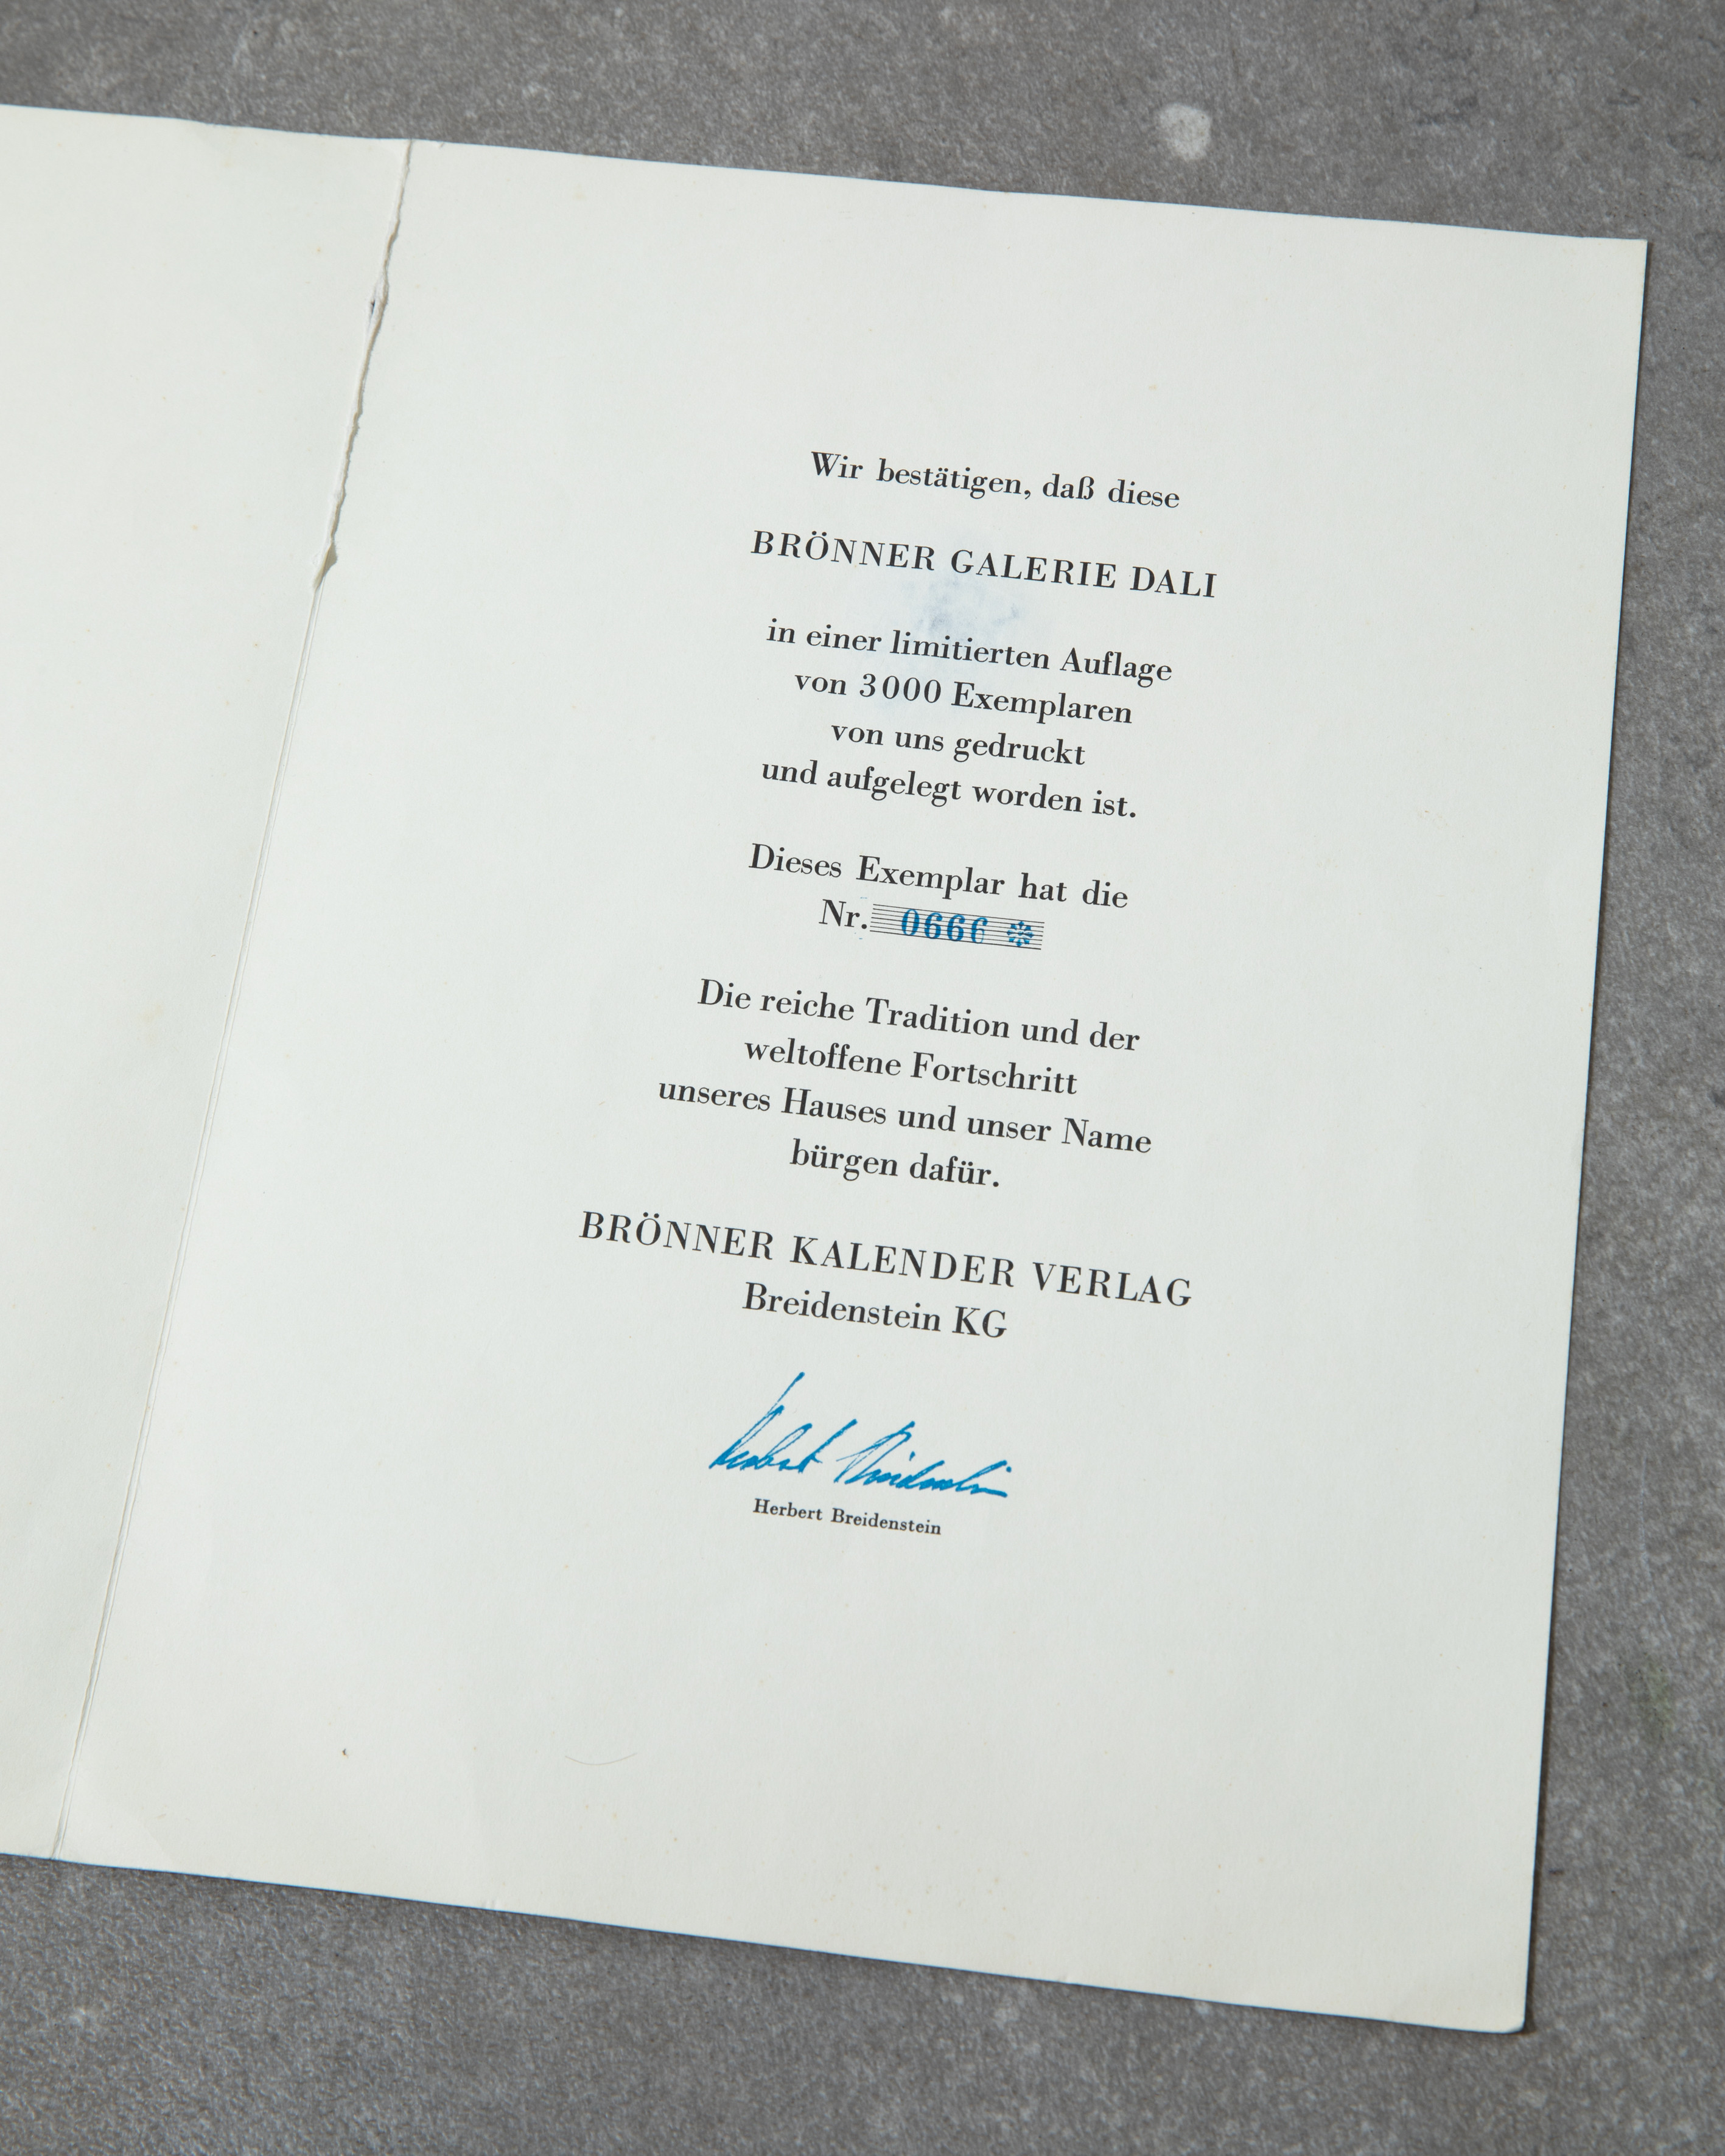 Wir bestätigen, daß diese
BRÖNNER GALERIE DALI
in einer limitierten Auflage
von 3000 Exemplaren
von uns gedruckt
und aufgelegt worden ist.
Dieses Exemplar hat die
Nr. 0666 ❊
Die reiche Tradition und der
weltoffene Fortschritt
unseres Hauses und unser Name
bürgen dafür.
BRÖNNER KALENDER VERLAG
Breidenstein KG
Herbert Breidenstein
Herbert Breidenstein